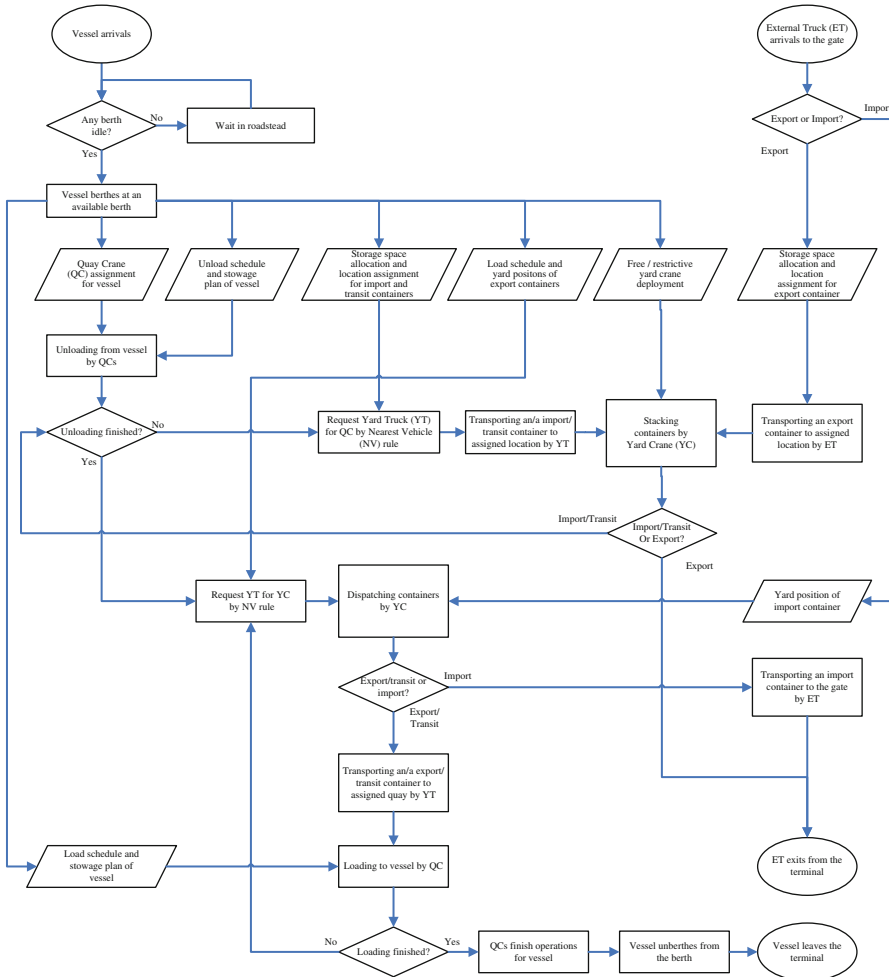 Vessel arrivals
External Truck (ET)
arrivals to the gate
Any berth
idle?
No
Wait in roadstead
Yes
Export or Import?
Import
Export
Vessel berthes at an
available berth
Quay Crane
(QC) assignment
for vessel
Unload schedule
and stowage
plan of vessel
Storage space
allocation and
location assignment
for import and
transit containers
Load schedule and
yard positons of
export containers
Free / restrictive
yard crane
deployment
Storage space
allocation and
location
assignment for
export container
Unloading from vessel
by QCs
Unloading finished?
No
Yes
Request Yard Truck (YT)
for QC by Nearest Vehicle
(NV) rule
Transporting an/a import/
transit container to
assigned location by YT
Stacking
containers by
Yard Crane (YC)
Transporting an export
container to assigned
location by ET
Import/Transit
Import/Transit
Or Export?
Export
Request YT for YC
by NV rule
Dispatching containers
by YC
Yard position of
import container
Export/transit or
import?
Import
Export/
Transit
Transporting an import
container to the gate
by ET
Transporting an/a export/
transit container to
assigned quay by YT
Load schedule and
stowage plan of
vessel
Loading to vessel by QC
ET exits from the
terminal
No
Loading finished?
Yes
QCs finish operations
for vessel
Vessel unberthes from
the berth
Vessel leaves the
terminal